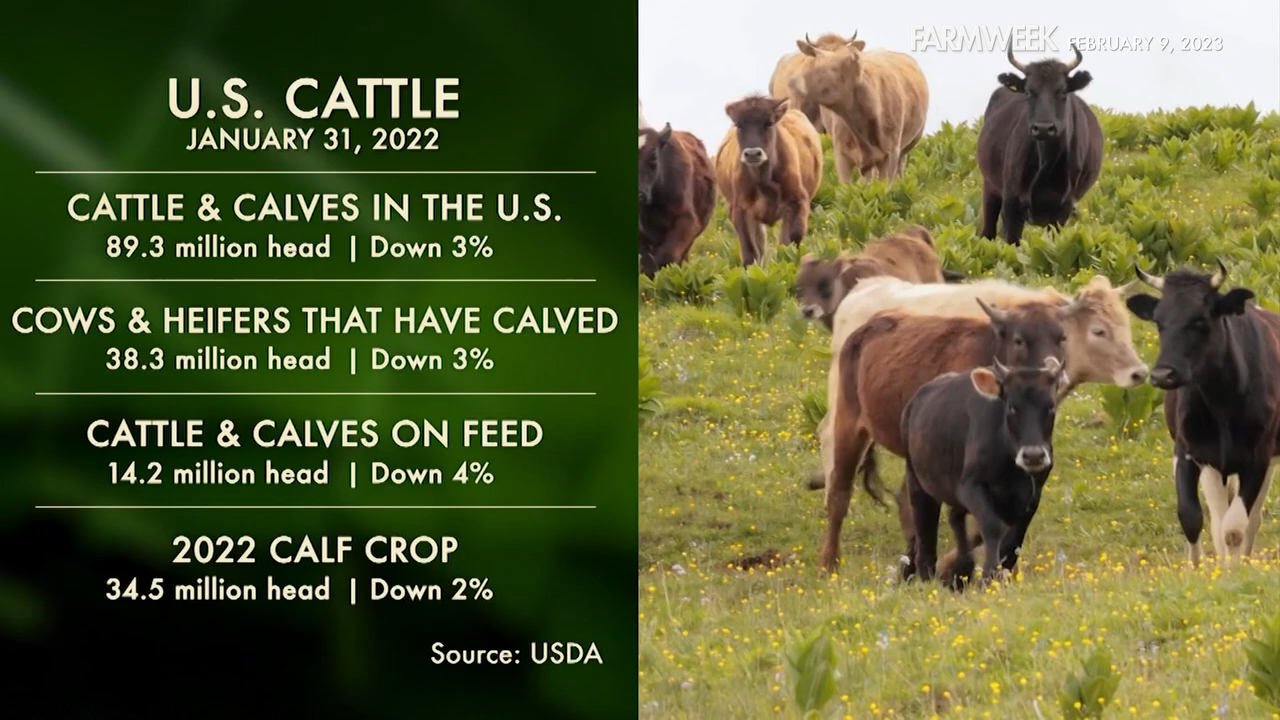 U.S. CATTLE
JANUARY 31, 2022
CATTLE & CALVES IN THE U.S.
89.3 million head | Down 3%
COWS & HEIFERS THAT HAVE CALVED
38.3 million head | Down 3%
CATTLE & CALVES ON FEED
14.2 million head | Down 4%
2022 CALF CROP
34.5 million head | Down 2%
Source: USDA
FARMWEEK FEBRUARY 9, 2023